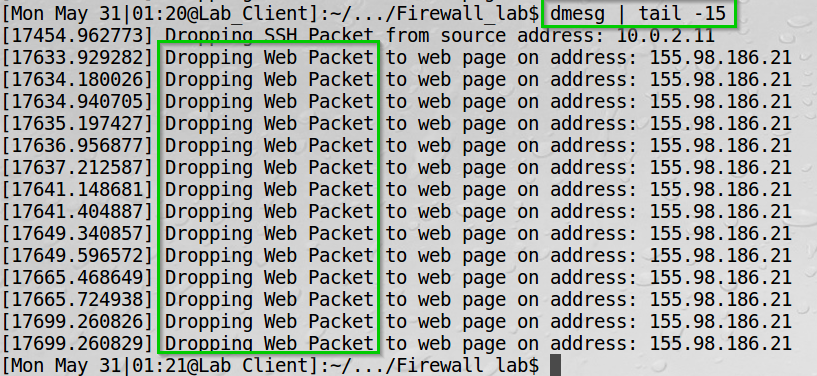 [Mon May 31|01:20@Lab_Client]:~/.../Firewall_lab$ dmesg | tail -15
[17454.962773] Dropping SSH Packet from source address: 10.0.2.11
[17633.929282] Dropping Web Packet to web page on address: 155.98.186.21
[17634.180026] Dropping Web Packet to web page on address: 155.98.186.21
[17634.940705] Dropping Web Packet to web page on address: 155.98.186.21
[17635.197427] Dropping Web Packet to web page on address: 155.98.186.21
[17636.956877] Dropping Web Packet to web page on address: 155.98.186.21
[17637.212587] Dropping Web Packet to web page on address: 155.98.186.21
[17641.148681] Dropping Web Packet to web page on address: 155.98.186.21
[17641.404887] Dropping Web Packet to web page on address: 155.98.186.21
[17649.340857] Dropping Web Packet to web page on address: 155.98.186.21
[17649.596572] Dropping Web Packet to web page on address: 155.98.186.21
[17665.468649] Dropping Web Packet to web page on address: 155.98.186.21
[17665.724938] Dropping Web Packet to web page on address: 155.98.186.21
[17699.260826] Dropping Web Packet to web page on address: 155.98.186.21
[17699.260829] Dropping Web Packet to web page on address: 155.98.186.21
[Mon May 31|01:21@Lab_Client]:~/.../Firewall_lab$